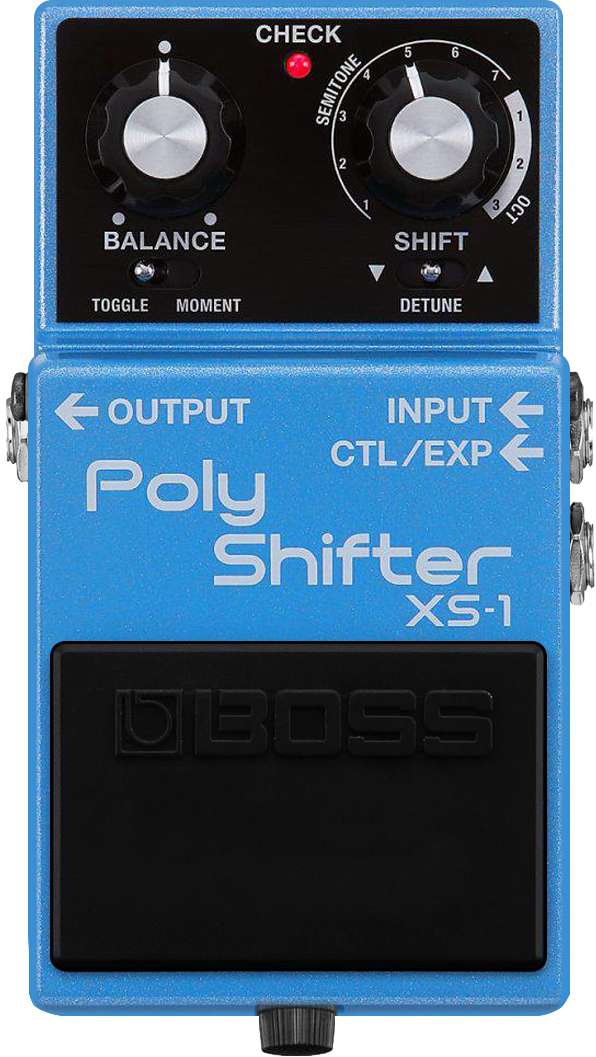 CHECK
SEMITONE
1
2
3
4
5
6
7
1
2
3
OCT
BALANCE
SHIFT
▼ ▲
TOGGLE MOMENT
DETUNE
← OUTPUT
INPUT ←
CTL/EXP ←
Poly
Shifter
XS-1
BOSS